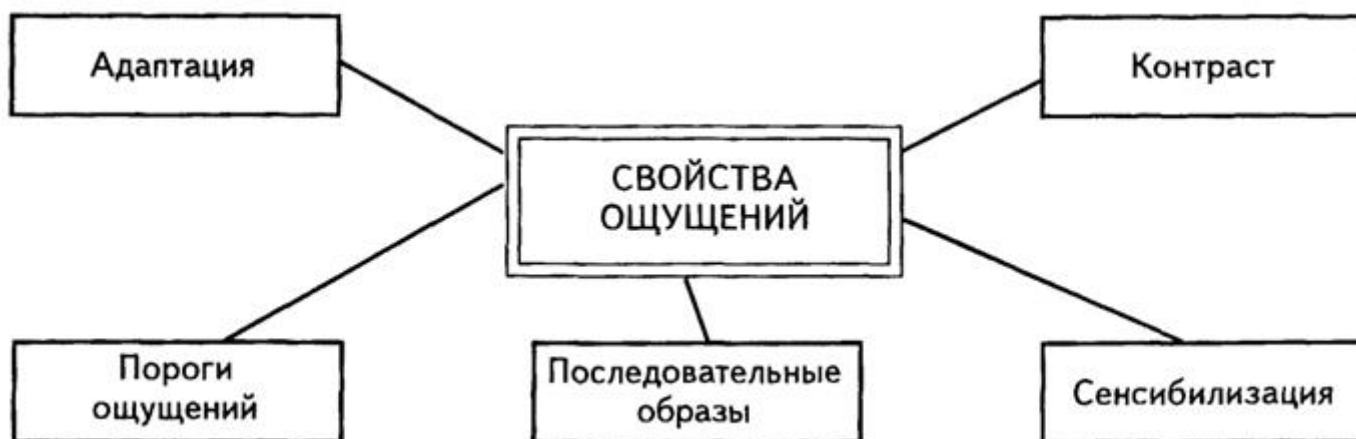 Адаптация
Контраст
СВОЙСТВА
ОЩУЩЕНИЙ
Пороги
ощущений
Последовательные
образы
Сенсибилизация